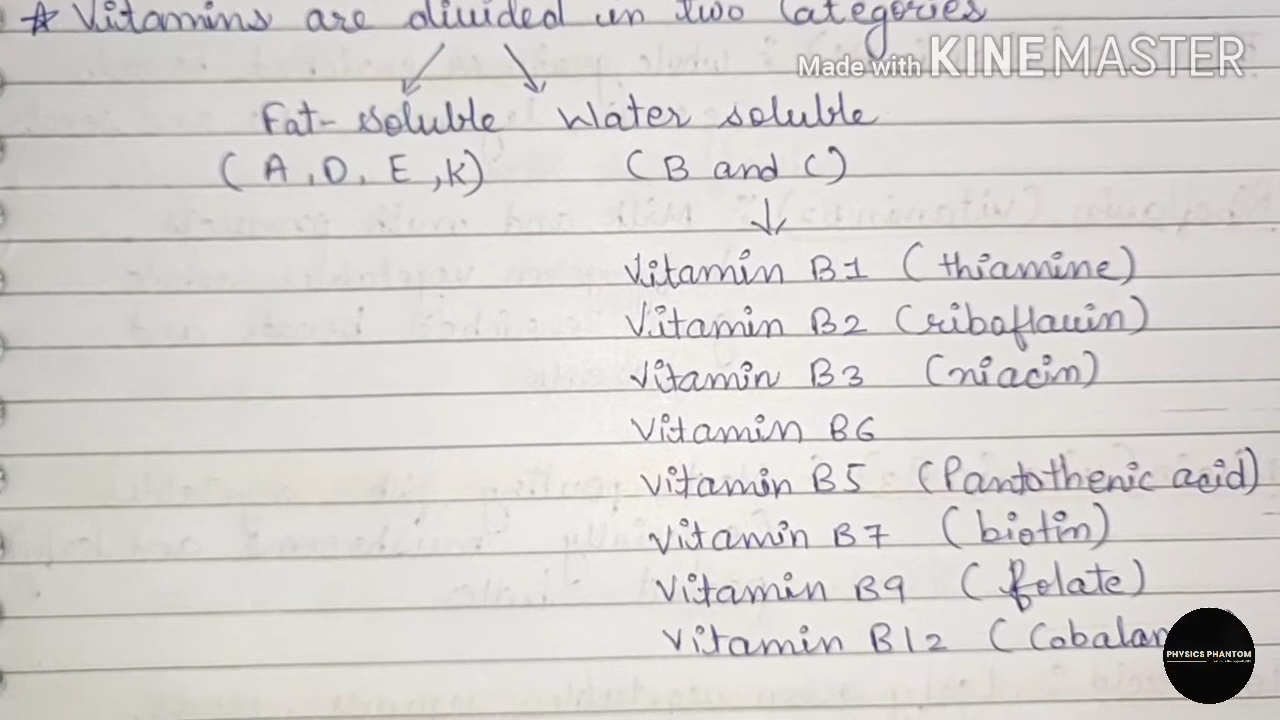 ☆ Vitamins are divided in two Categories
Made with KINEMASTER
Fat-soluble Water soluble
(A, D, E, K) (B and C)
Vitamin B1 (thiamine)
Vitamin B2 (riboflavin)
Vitamin B3 (niacin)
Vitamin B6
Vitamin B5 (Pantothenic acid)
Vitamin B7 (biotin)
Vitamin B9 (folate)
Vitamin B12 (Cobalam
PHYSICS PHANTOM